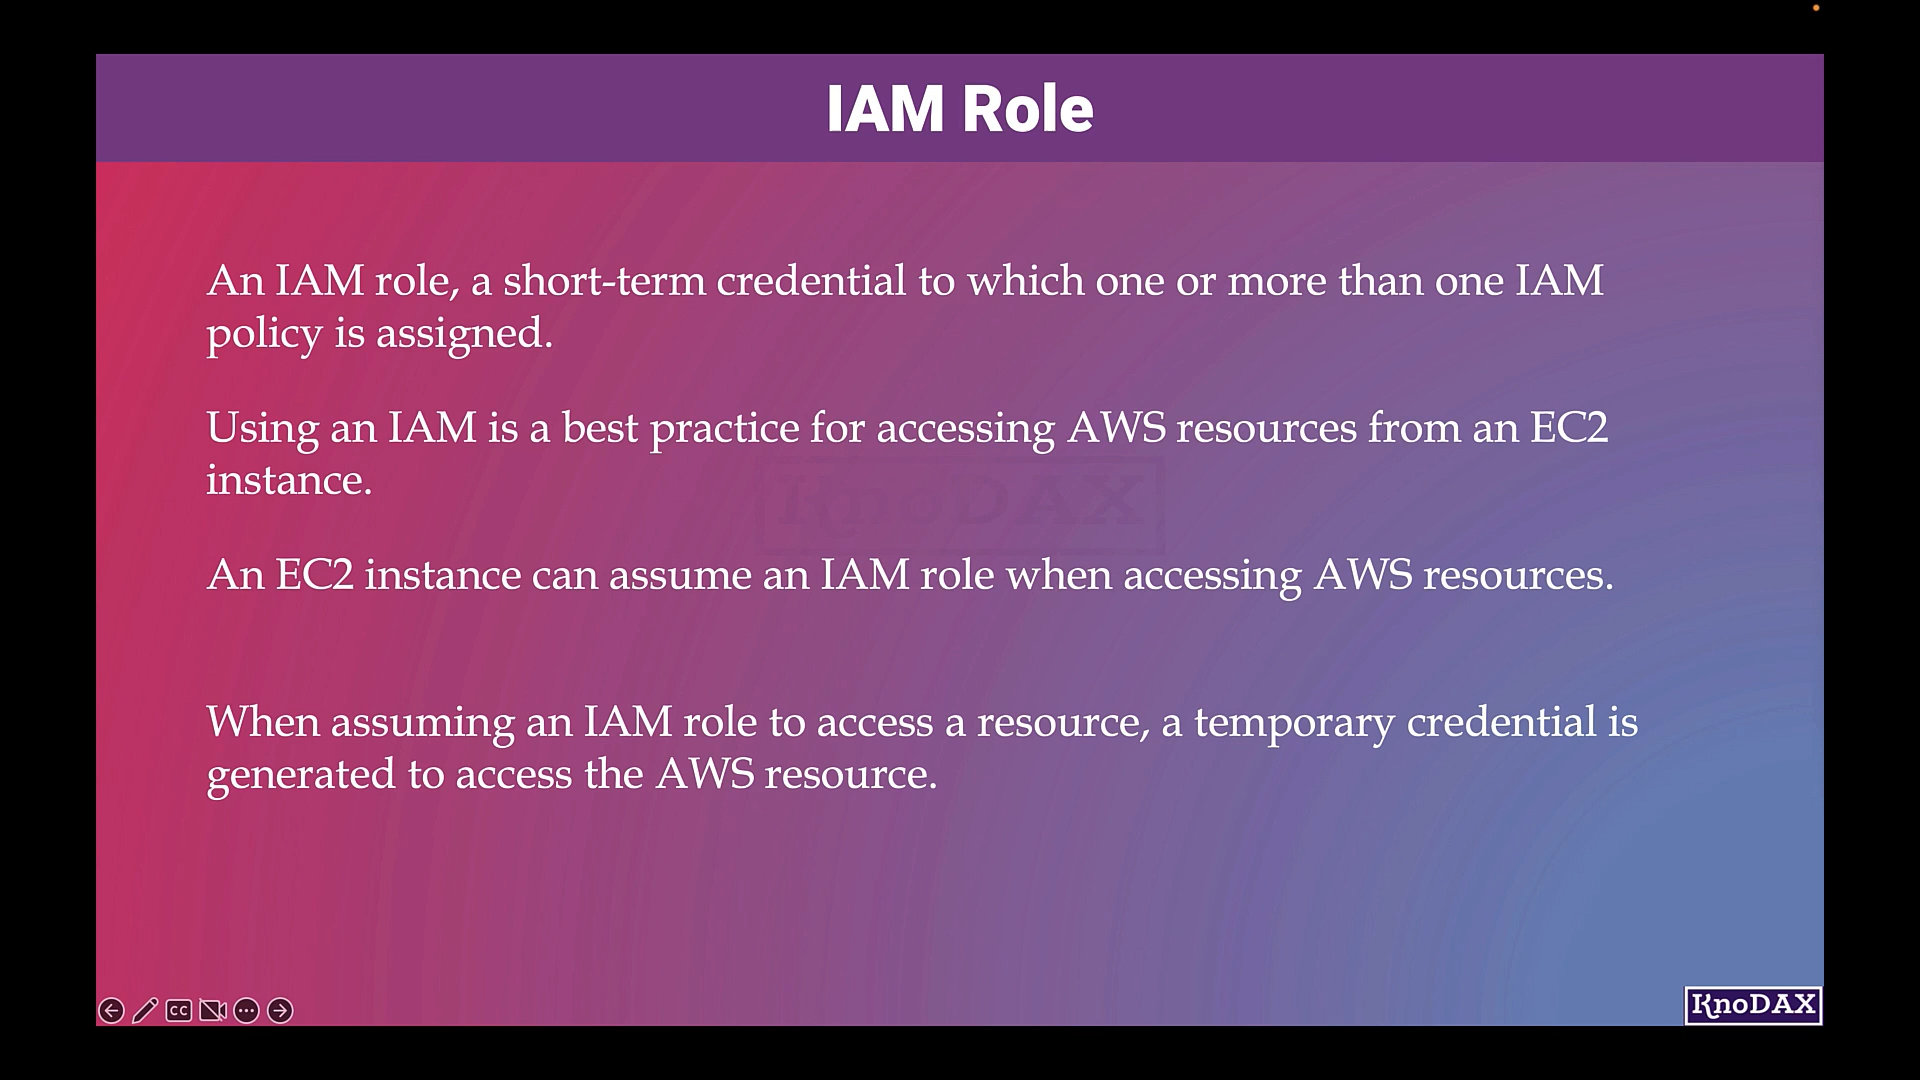 IAM Role
An IAM role, a short-term credential to which one or more than one IAM
policy is assigned.
Using an IAM is a best practice for accessing AWS resources from an EC2
instance.
KnoDAX
An EC2 instance can assume an IAM role when accessing AWS resources.
When assuming an IAM role to access a resource, a temporary credential is
generated to access the AWS resource.
CC
KnoDAX